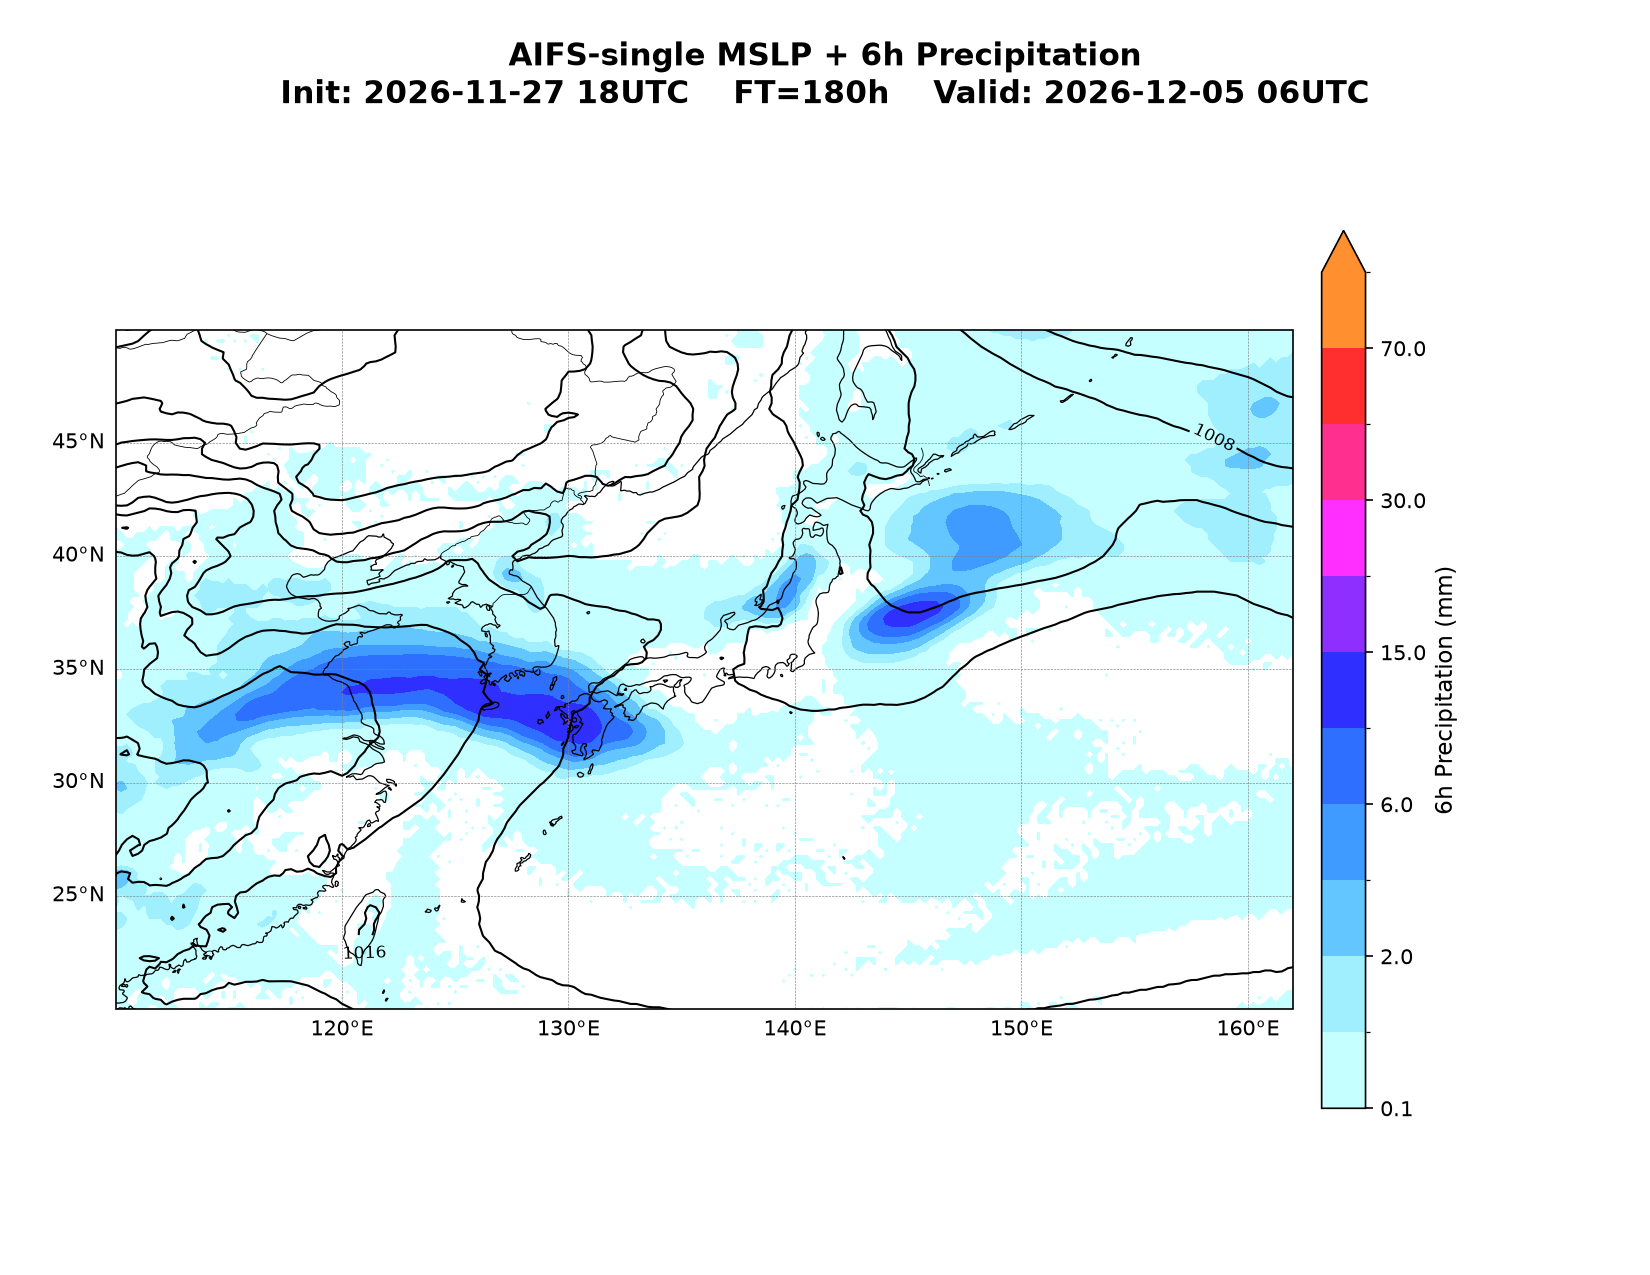 AIFS-single MSLP + 6h Precipitation
Init: 2026-11-27 18UTC    FT=180h    Valid: 2026-12-05 06UTC
70.0
1008
45°N
30.0
40°N
6h Precipitation (mm)
15.0
35°N
30°N
6.0
25°N
1016
2.0
120°E
130°E
140°E
150°E
160°E
0.1